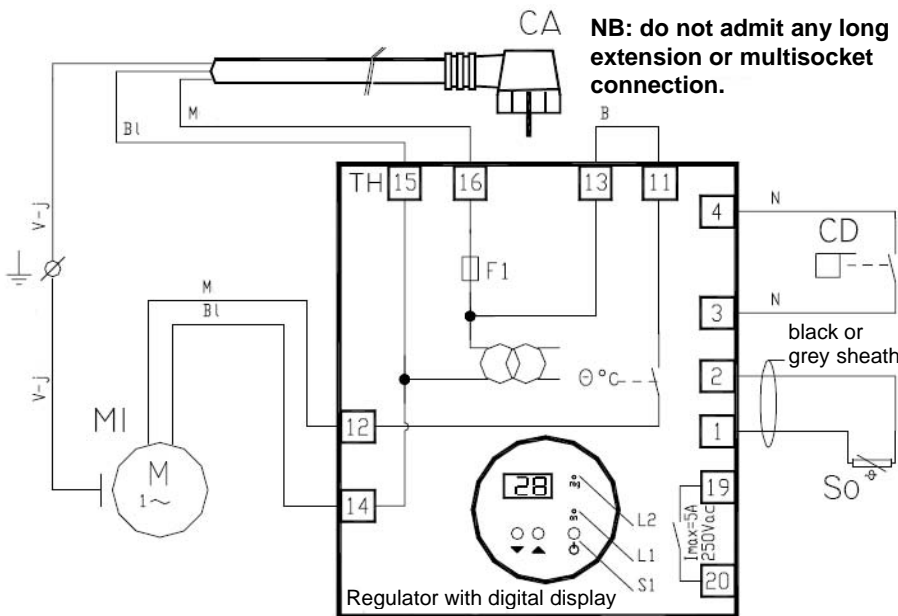 CA
NB: do not admit any long
extension or multisocket
connection.
M
Bl
B
V-j
TH
15
16
13
11
4
N
CD
F1
3
N
black or
grey sheath
M
Bl
2
θ°c
1
V-j
MI
12
M
1~
So
28
19
14
L2
L1
Imax=5A
250Vac
S1
20
Regulator with digital display